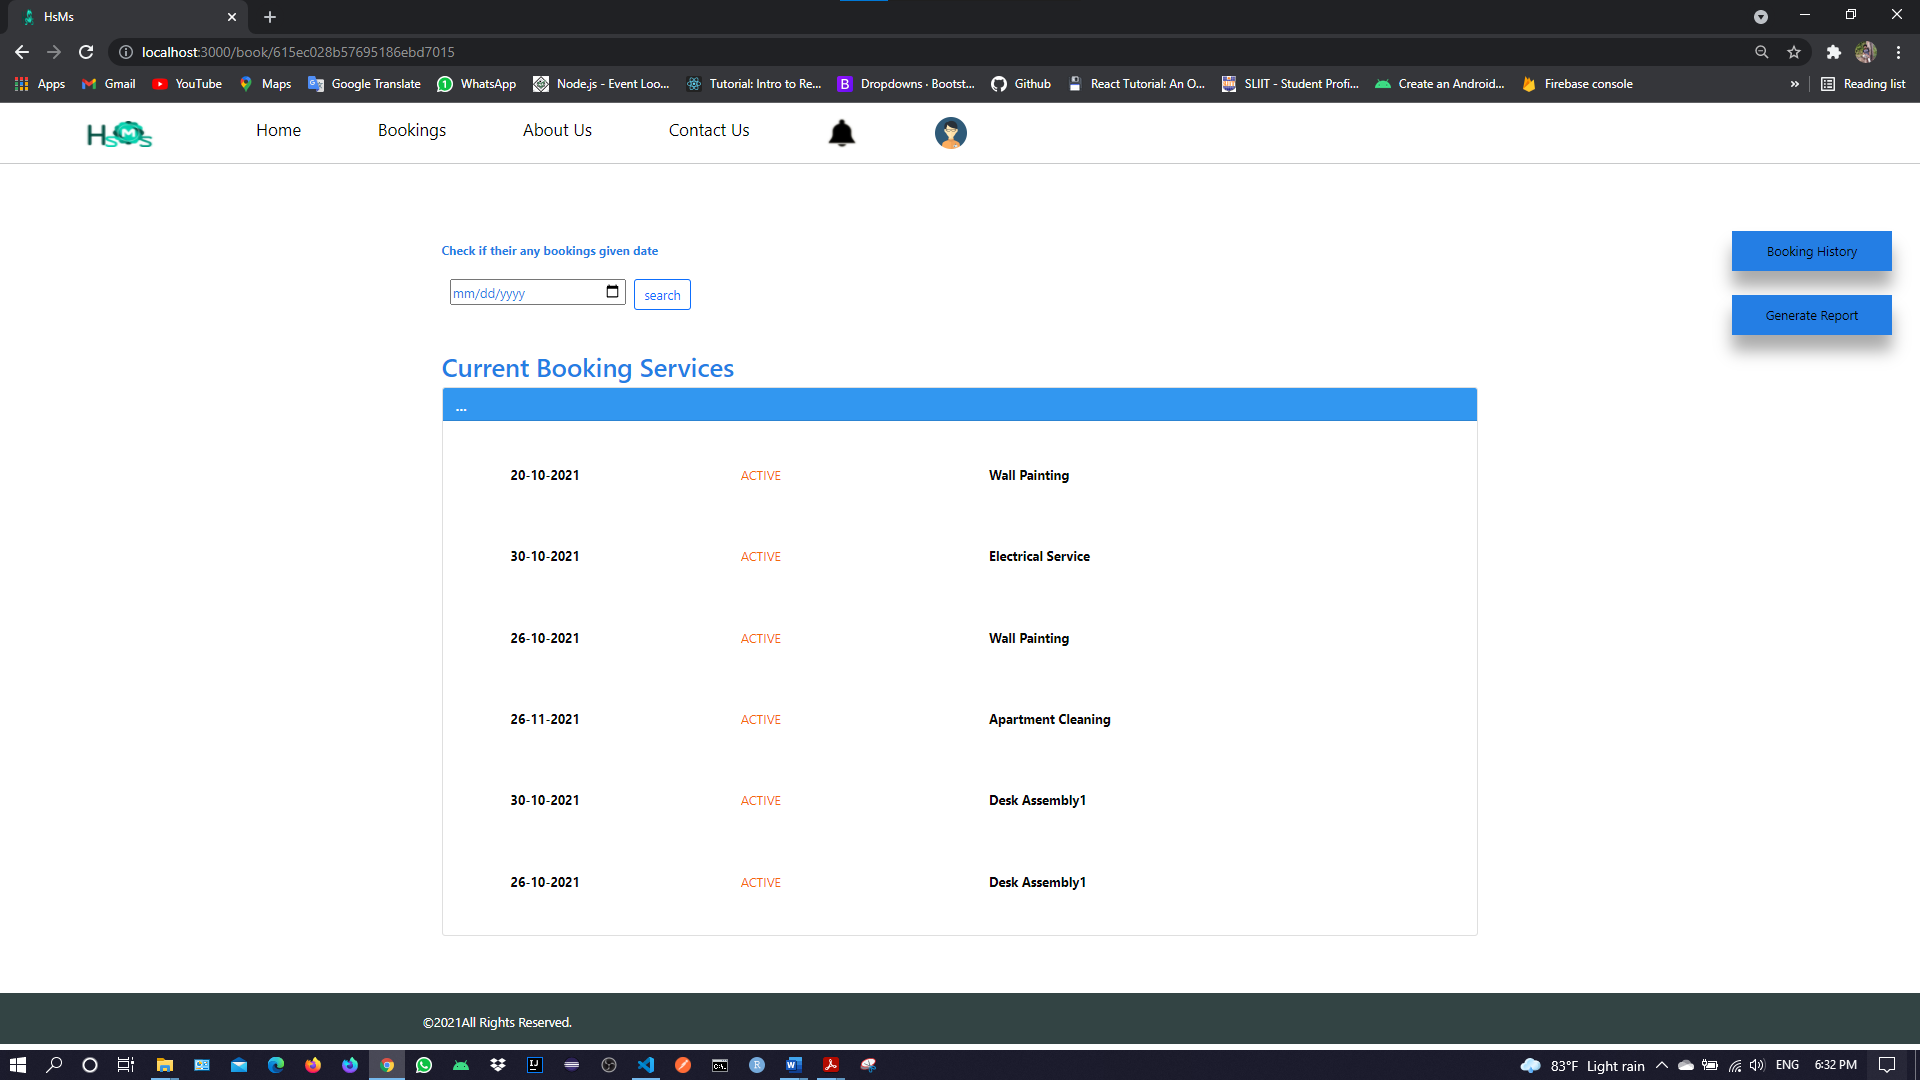 HsMs
localhost:3000/book/615ec028b57695186ebd7015
Apps Gmail YouTube Maps Google Translate WhatsApp Node.js - Event Loo... Tutorial: Intro to Re... Dropdowns · Bootst... Github React Tutorial: An O... SLIIT - Student Profi... Create an Android... Firebase console » Reading list
HsMs Home Bookings About Us Contact Us
Check if their any bookings given date
Booking History
mm/dd/yyyy search
Generate Report
Current Booking Services
...
20-10-2021 ACTIVE Wall Painting
30-10-2021 ACTIVE Electrical Service
26-10-2021 ACTIVE Wall Painting
26-11-2021 ACTIVE Apartment Cleaning
30-10-2021 ACTIVE Desk Assembly1
26-10-2021 ACTIVE Desk Assembly1
©2021All Rights Reserved.
83°F Light rain ENG 6:32 PM